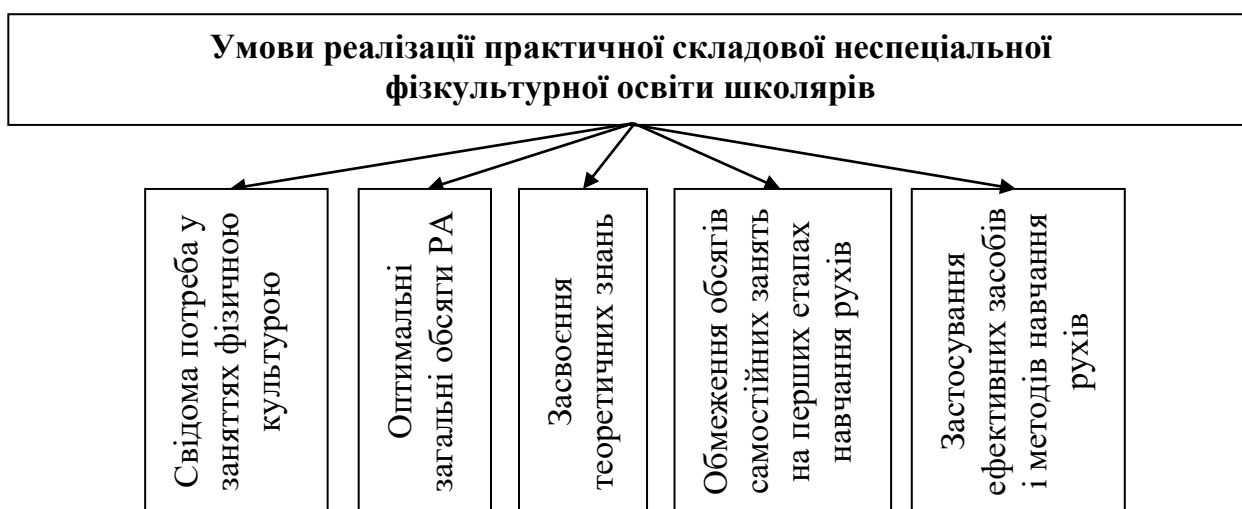 Умови реалізації практичної складової неспеціальної
фізкультурної освіти школярів
Свідома потреба у
заняттях фізичною
культурою
Оптимальні
загальні обсяги РА
Засвоєння
теоретичних знань
Обмеження обсягів
самостійних занять
на перших етапах
навчання рухів
Застосування
ефективних засобів
і методів навчання
рухів